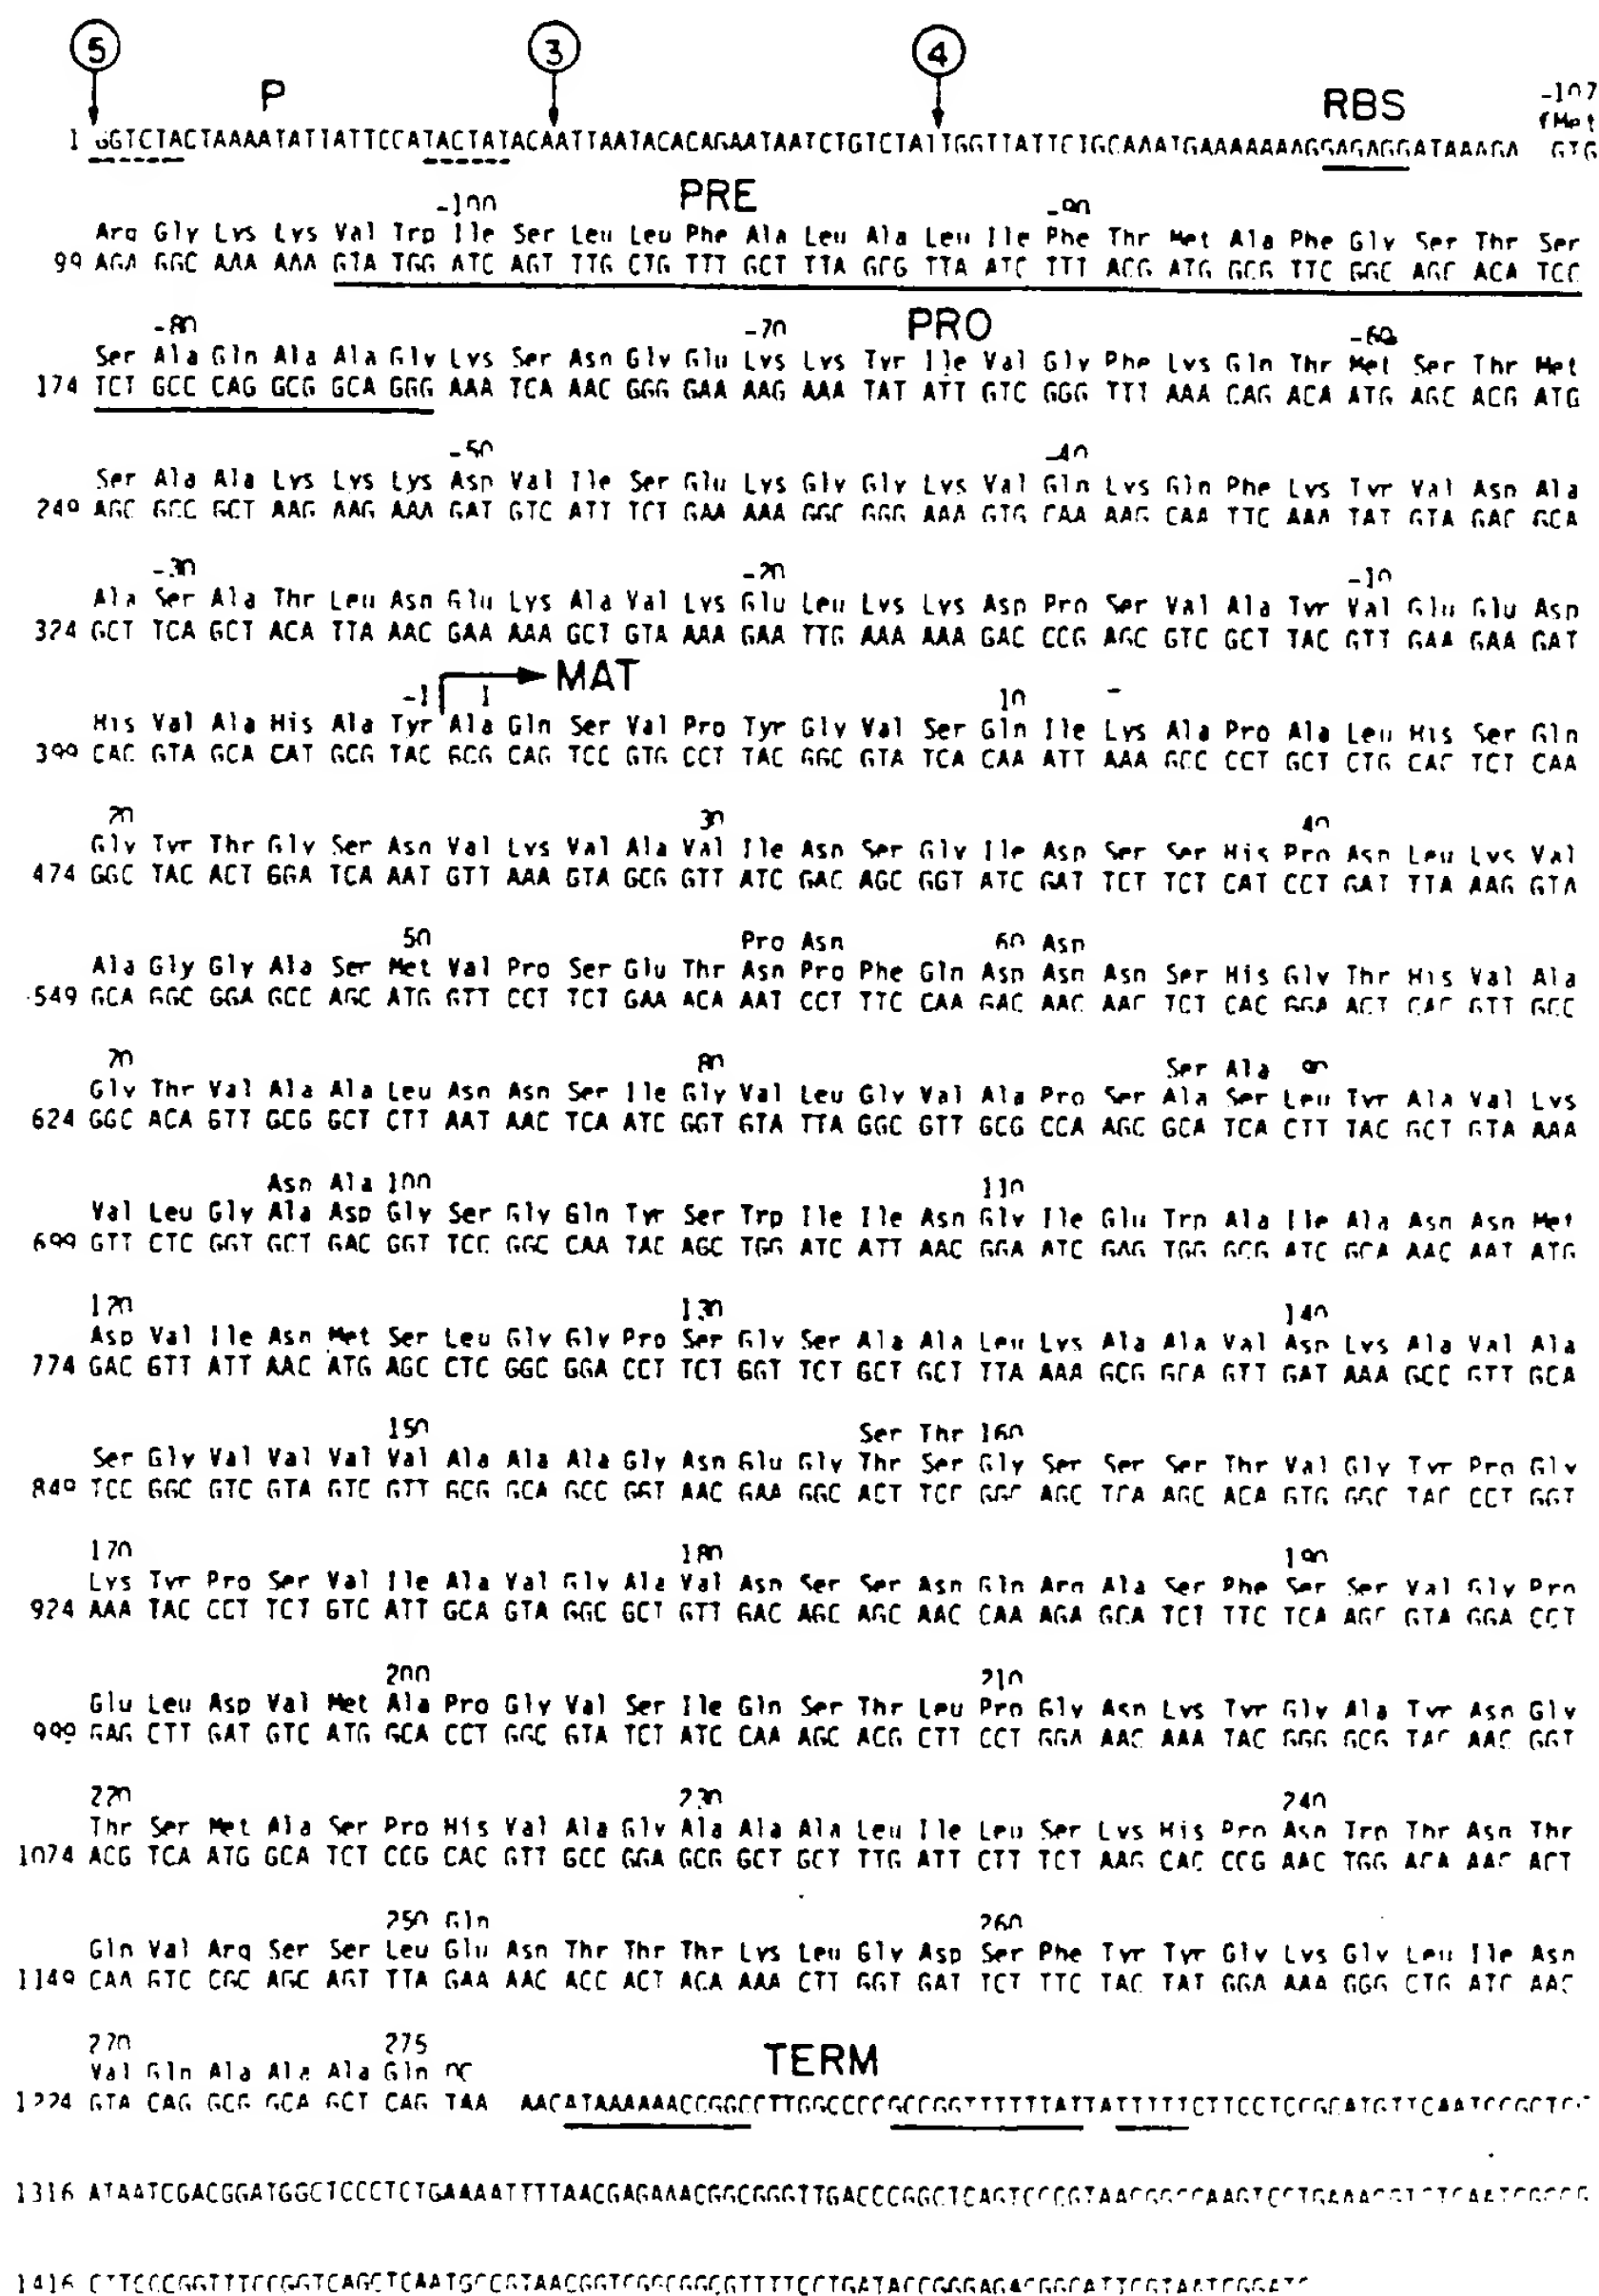 5 3 4
P RBS -107
fMet
1 GGTCTACTAAAATATTATTCCATACTATACAATTAATACACAGAATAATCTGTCTATTGGTTATTCTGCAAATGAAAAAAAGGAGAGGATAAAGA GTG
-100 PRE -90
Arg Gly Lys Lys Val Trp Ile Ser Leu Leu Phe Ala Leu Ala Leu Ile Phe Thr Met Ala Phe Gly Ser Thr Ser
99 AGA GGC AAA AAA GTA TGG ATC AGT TTG CTG TTT GCT TTA GCG TTA ATC TTT ACG ATG GCG TTC GGC AGC ACA TCC
-80 -70 PRO -60
Ser Ala Gln Ala Ala Gly Lys Ser Asn Gly Glu Lys Lys Tyr Ile Val Gly Phe Lys Gln Thr Met Ser Thr Met
174 TCT GCC CAG GCG GCA GGG AAA TCA AAC GGG GAA AAG AAA TAT ATT GTC GGG TTT AAA CAG ACA ATG AGC ACG ATG
-50 -40
Ser Ala Ala Lys Lys Lys Asp Val Ile Ser Glu Lys Gly Gly Lys Val Gln Lys Gln Phe Lys Tyr Val Asn Ala
249 AGC GCC GCT AAG AAG AAA GAT GTC ATT TCT GAA AAA GGC GGG AAA GTG CAA AAG CAA TTC AAA TAT GTA GAC GCA
-30 -20 -10
Ala Ser Ala Thr Leu Asn Glu Lys Ala Val Lys Glu Leu Lys Lys Asp Pro Ser Val Ala Tyr Val Glu Glu Asp
324 GCT TCA GCT ACA TTA AAC GAA AAA GCT GTA AAA GAA TTG AAA AAA GAC CCG AGC GTC GCT TAC GTT GAA GAA GAT
-1 1 MAT 10
His Val Ala His Ala Tyr Ala Gln Ser Val Pro Tyr Gly Val Ser Gln Ile Lys Ala Pro Ala Leu His Ser Gln
399 CAC GTA GCA CAT GCG TAC GCG CAG TCC GTG CCT TAC GGC GTA TCA CAA ATT AAA GCC CCT GCT CTG CAC TCT CAA
20 30 40
Gly Tyr Thr Gly Ser Asn Val Lys Val Ala Val Ile Asn Ser Gly Ile Asp Ser Ser His Pro Asn Leu Lys Val
474 GGC TAC ACT GGA TCA AAT GTT AAA GTA GCG GTT ATC GAC AGC GGT ATC GAT TCT TCT CAT CCT GAT TTA AAG GTA
50 Pro Asn 60 Asn
Ala Gly Gly Ala Ser Met Val Pro Ser Glu Thr Asn Pro Phe Gln Asn Asn Asn Ser His Gly Thr His Val Ala
549 GCA GGC GGA GCC AGC ATG GTT CCT TCT GAA ACA AAT CCT TTC CAA GAC AAC AAC TCT CAC GGA ACT CAC GTT GCC
70 80 Ser Ala 90
Gly Thr Val Ala Ala Leu Asn Asn Ser Ile Gly Val Leu Gly Val Ala Pro Ser Ala Ser Leu Tyr Ala Val Lys
624 GGC ACA GTT GCG GCT CTT AAT AAC TCA ATC GGT GTA TTA GGC GTT GCG CCA AGC GCA TCA CTT TAC GCT GTA AAA
Asn Ala 100 110
Val Leu Gly Ala Asp Gly Ser Gly Gln Tyr Ser Trp Ile Ile Asn Gly Ile Glu Trp Ala Ile Ala Asn Asn Met
699 GTT CTC GGT GCT GAC GGT TCC GGC CAA TAC AGC TGG ATC ATT AAC GGA ATC GAG TGG GCG ATC GCA AAC AAT ATG
120 130 140
Asp Val Ile Asn Met Ser Leu Gly Gly Pro Ser Gly Ser Ala Ala Leu Lys Ala Ala Val Asp Lys Ala Val Ala
774 GAC GTT ATT AAC ATG AGC CTC GGC GGA CCT TCT GGT TCT GCT GCT TTA AAA GCG GCA GTT GAT AAA GCC GTT GCA
150 Ser Thr 160
Ser Gly Val Val Val Val Ala Ala Ala Gly Asn Glu Gly Thr Ser Gly Ser Ser Ser Thr Val Gly Tyr Pro Gly
849 TCC GGC GTC GTA GTC GTT GCG GCA GCC GGT AAC GAA GGC ACT TCC GGC AGC TCA AGC ACA GTG GGC TAC CCT GGT
170 180 190
Lys Tyr Pro Ser Val Ile Ala Val Gly Ala Val Asn Ser Ser Asn Gln Arg Ala Ser Phe Ser Ser Val Gly Pro
924 AAA TAC CCT TCT GTC ATT GCA GTA GGC GCT GTT GAC AGC AGC AAC CAA AGA GCA TCT TTC TCA AGC GTA GGA CCT
200 210
Glu Leu Asp Val Met Ala Pro Gly Val Ser Ile Gln Ser Thr Leu Pro Gly Asn Lys Tyr Gly Ala Tyr Asn Gly
999 GAG CTT GAT GTC ATG GCA CCT GGC GTA TCT ATC CAA AGC ACG CTT CCT GGA AAC AAA TAC GGG GCG TAC AAC GGT
220 230 240
Thr Ser Met Ala Ser Pro His Val Ala Gly Ala Ala Ala Leu Ile Leu Ser Lys His Pro Asn Trp Thr Asn Thr
1074 ACG TCA ATG GCA TCT CCG CAC GTT GCC GGA GCG GCT GCT TTG ATT CTT TCT AAG CAC CCG AAC TGG ACA AAC ACT
250 Gln 260
Gln Val Arg Ser Ser Leu Glu Asn Thr Thr Thr Lys Leu Gly Asp Ser Phe Tyr Tyr Gly Lys Gly Leu Ile Asn
1149 CAA GTC CGC AGC AGT TTA GAA AAC ACC ACT ACA AAA CTT GGT GAT TCT TTC TAC TAT GGA AAA GGG CTG ATC AAC
270 275 TERM
Val Gln Ala Ala Ala Gln OC
1224 GTA CAG GCG GCA GCT CAG TAA AACATAAAAAACCGGCCTTGGCCCCGCCGGTTTTTTATTATTTTTCTTCCTCCGCATGTTCAATCCGCTCC
1316 ATAATCGACGGATGGCTCCCTCTGAAAATTTTAACGAGAAACGGCGGGTTGACCCGGCTCAGTCCCGTAACGGCCAAGTCCTGAAACGTCTCAATCGCCG
1416 CTTCCCGGTTTCCGGTCAGCTCAATGCCGTAACGGTCGGCGGCGTTTTCCTGATACCGGGAGACGGCATTCGTAATCGGATC